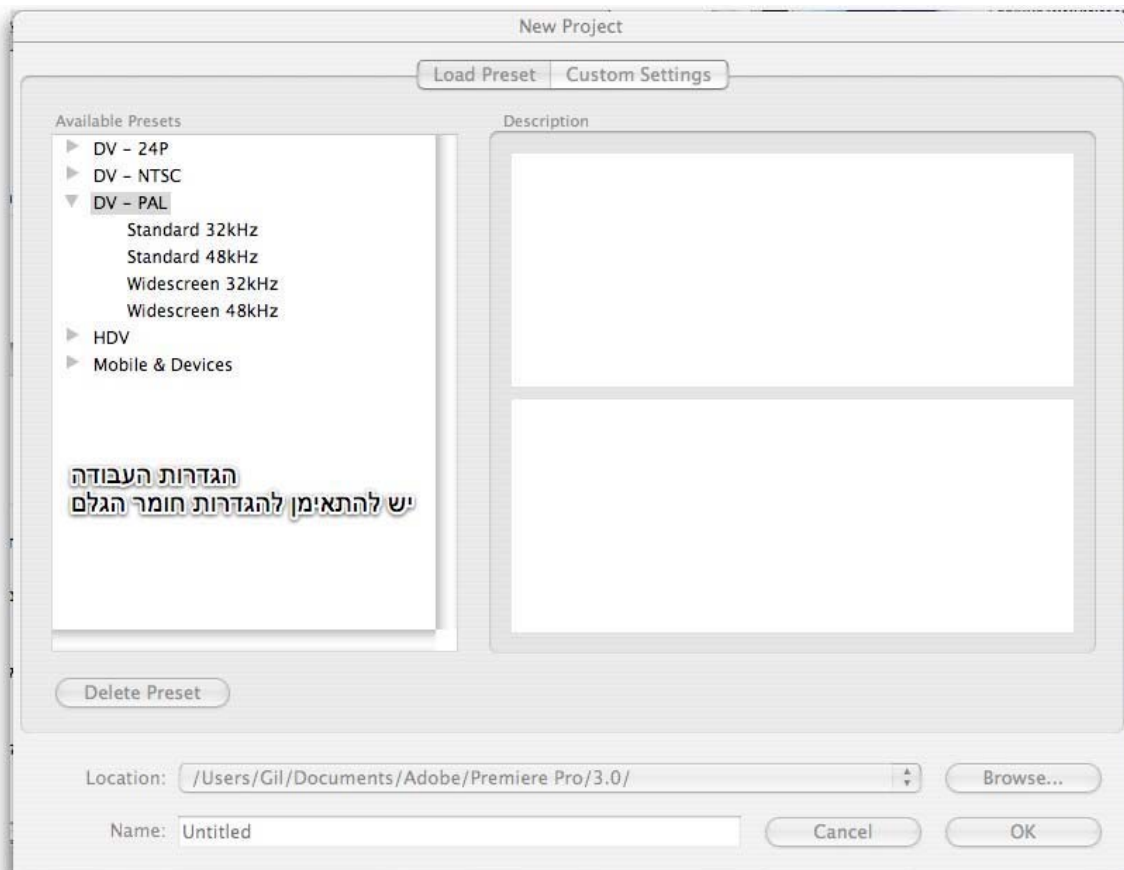 New Project
Load Preset
Custom Settings
Available Presets
DV - 24P
DV - NTSC
DV - PAL
Standard 32kHz
Standard 48kHz
Widescreen 32kHz
Widescreen 48kHz
HDV
Mobile & Devices
הגדרות העבודה
יש להתאימן להגדרות חומר הגלם
Description
Delete Preset
Location: /Users/Gil/Documents/Adobe/Premiere Pro/3.0/ Browse...
Name: Untitled Cancel OK